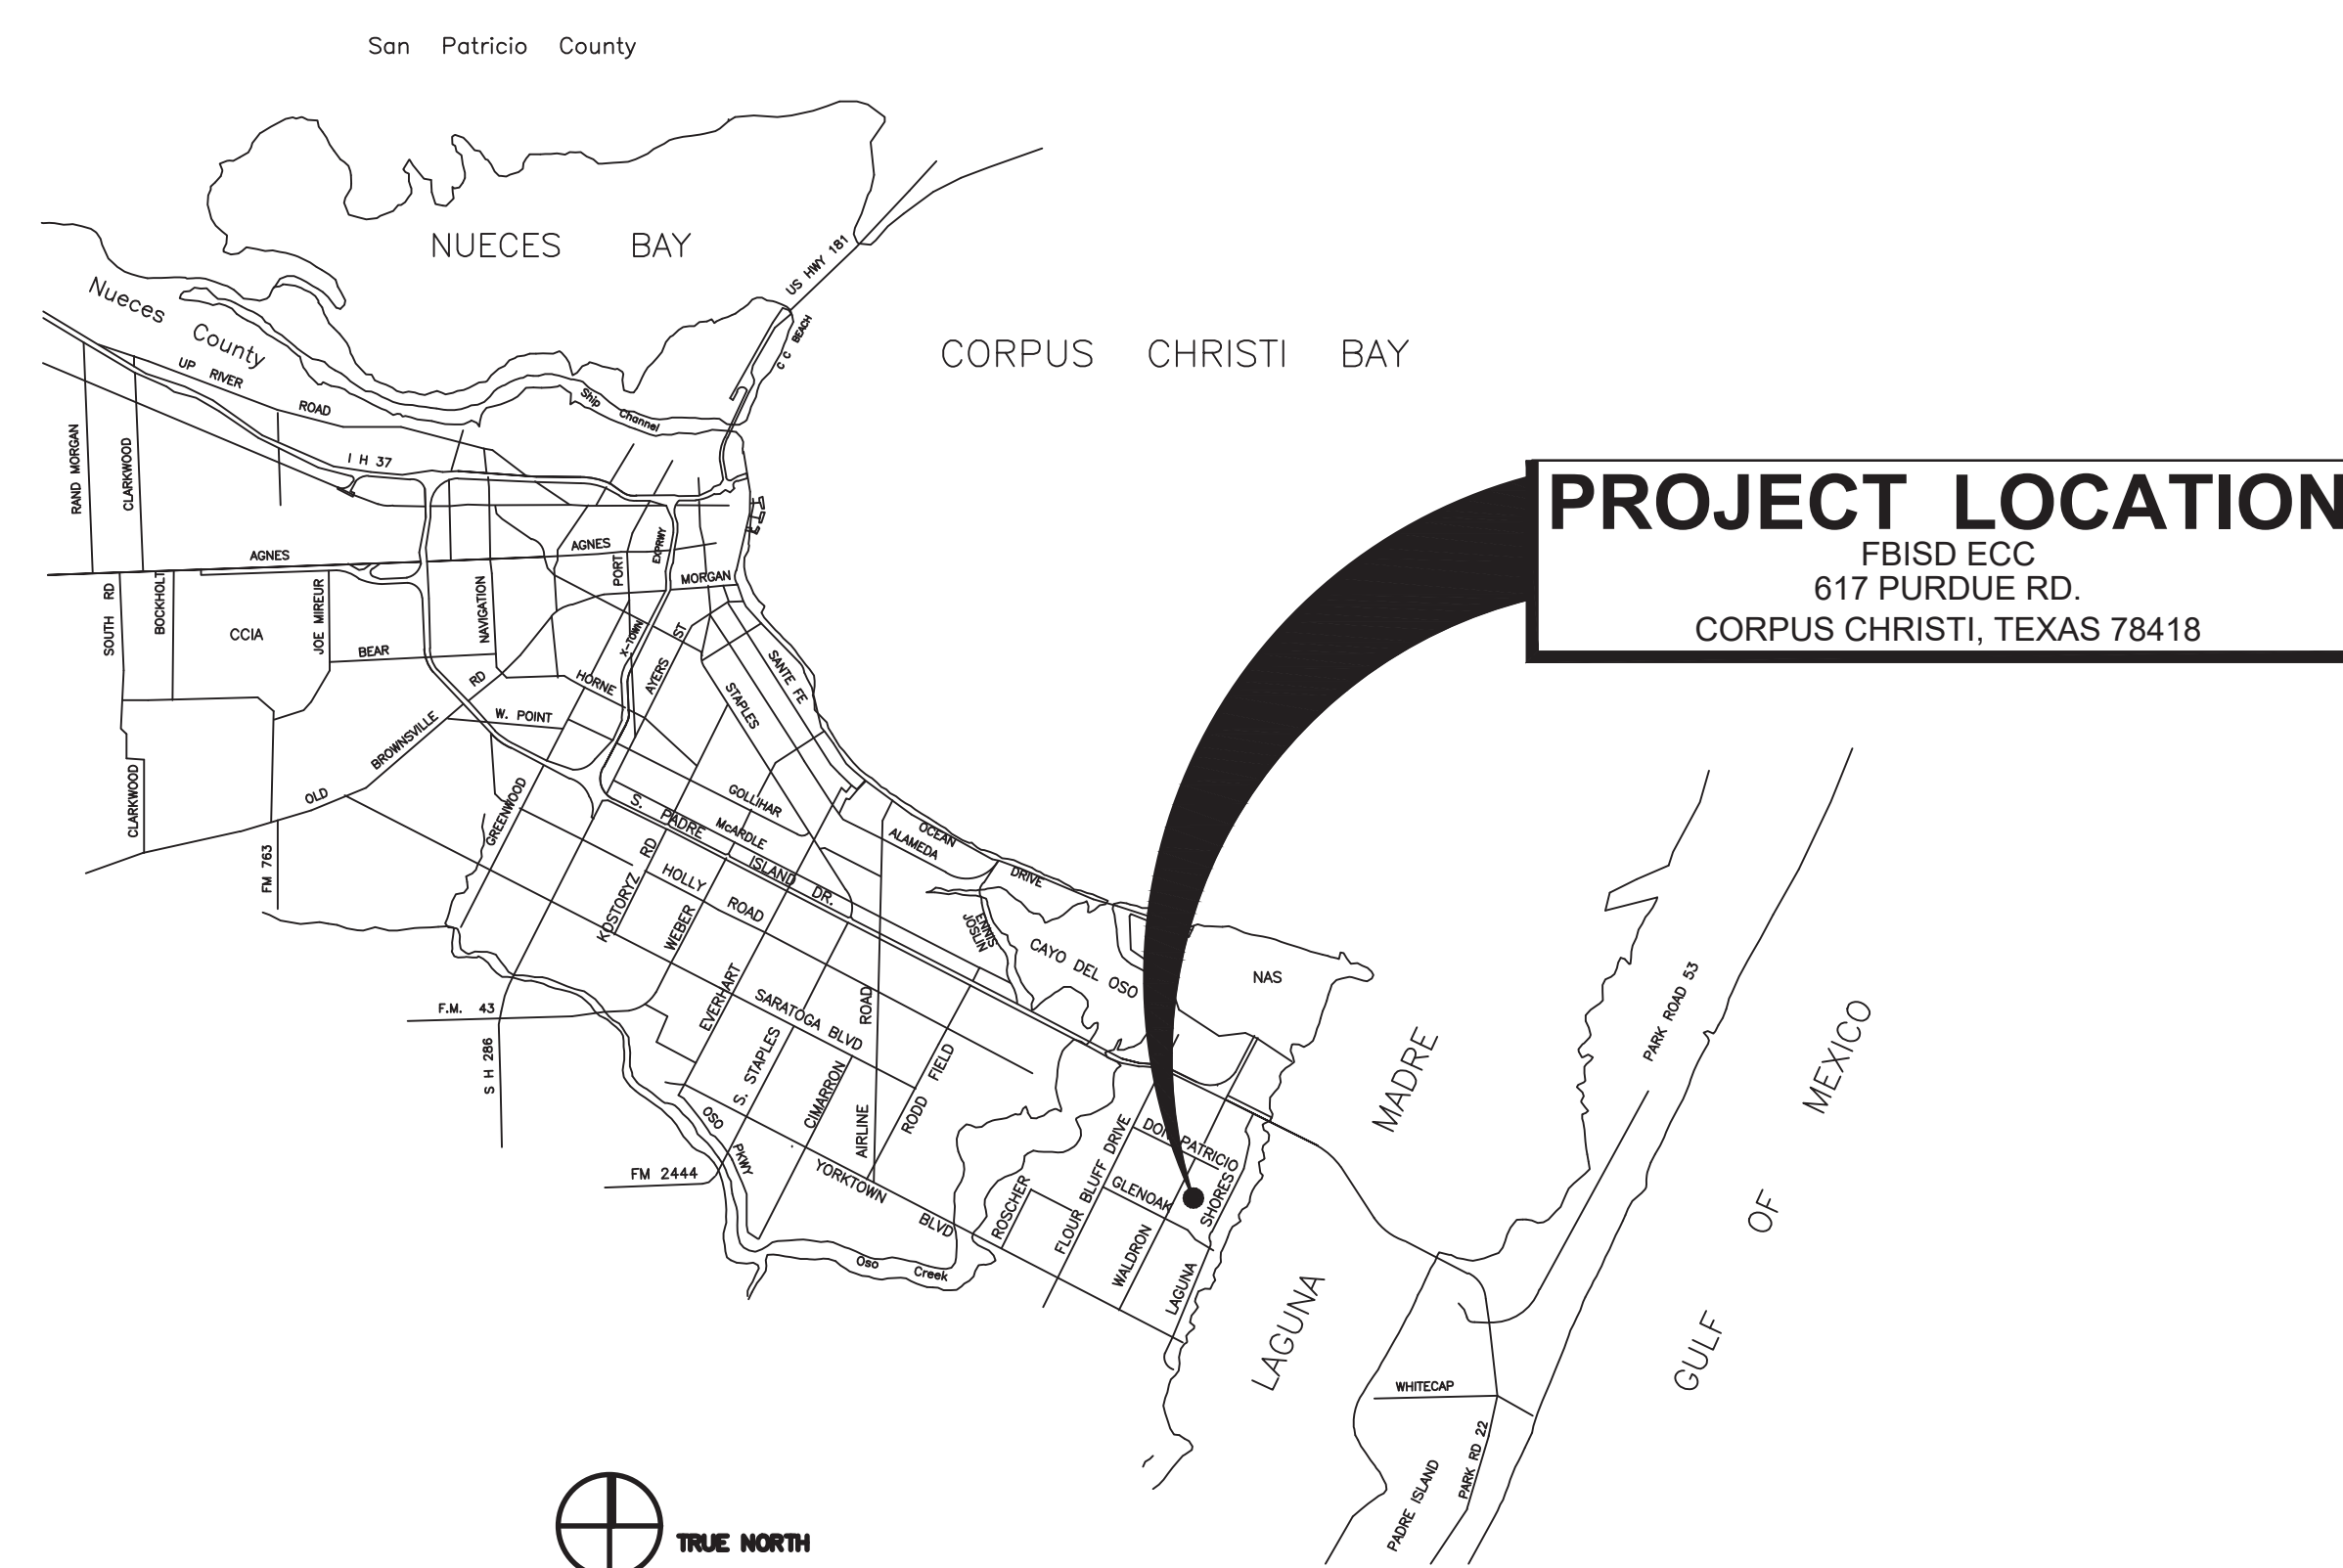 San Patricio County
NUECES BAY
US HWY 181
Nueces County
CORPUS CHRISTI BAY
C C BEACH
UP RIVER ROAD
Ship Channel
I H 37
RAND MORGAN
CLARKWOOD
PROJECT LOCATION
FBISD ECC
617 PURDUE RD.
CORPUS CHRISTI, TEXAS 78418
AGNES
AGNES
PORT
EXPRWY
MORGAN
SOUTH RD
BOCKHOLT
CCIA
JOE MIREUR
NAVIGATION
BEAR
X-TOWN
AYERS ST
SANTE FE
STAPLES
HORNE
W. POINT
OLD BROWNSVILLE RD
CLARKWOOD
FM 763
GREENWOOD
GOLLIHAR
McARDLE
S. PADRE ISLAND DR.
ALAMEDA
OCEAN DRIVE
KOSTORYZ RD
HOLLY ROAD
WEBER
ENNIS
JOSLIN
CAYO DEL OSO
NAS
F.M. 43
S H 286
EVERHART
SARATOGA BLVD
S. STAPLES
CIMARRON
AIRLINE ROAD
RODD FIELD
OSO PKWY
FM 2444
YORKTOWN BLVD
Oso Creek
ROSCHER
FLOUR BLUFF DRIVE
DON PATRICIO
GLENOAK
WALDRON
LAGUNA SHORES
LAGUNA MADRE
PARK ROAD 53
GULF OF MEXICO
WHITECAP
PARK RD 22
PADRE ISLAND
TRUE NORTH